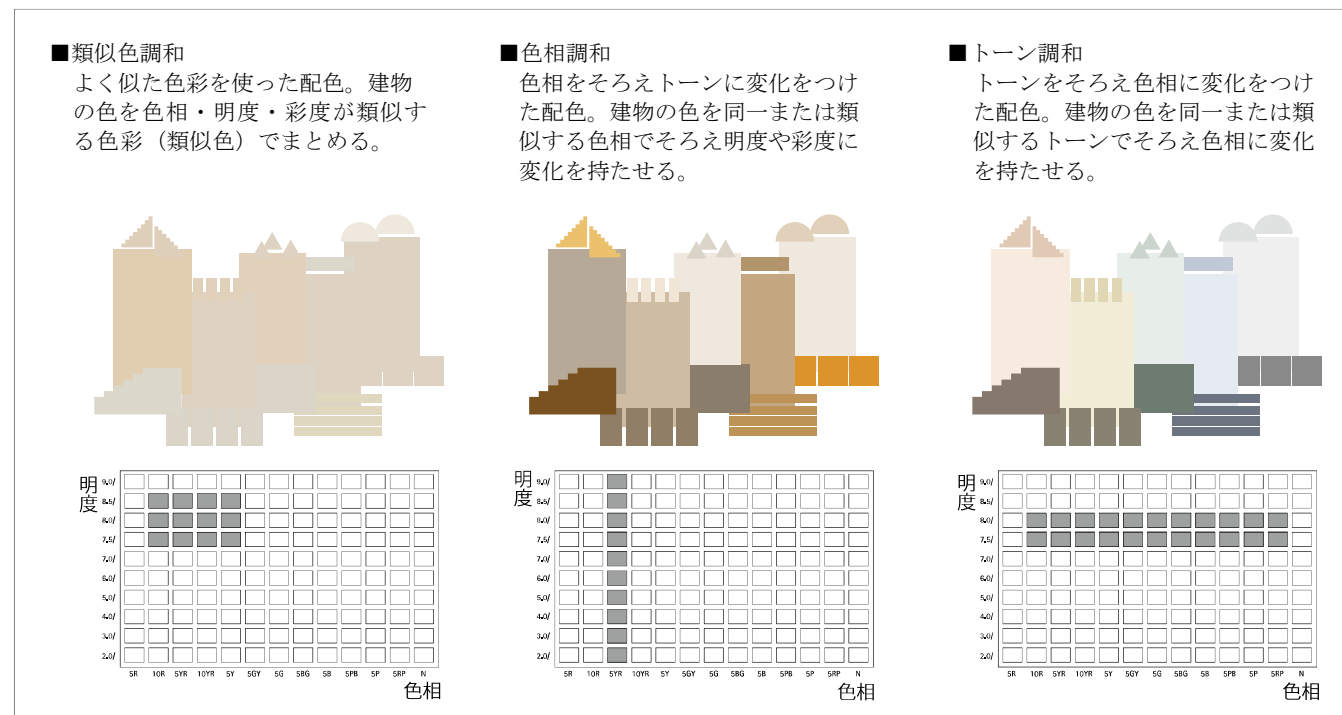 ■類似色調和
よく似た色彩を使った配色。建物
の色を色相・明度・彩度が類似す
る色彩（類似色）でまとめる。
明度
9.0/
8.5/
8.0/
7.5/
7.0/
6.0/
5.0/
4.0/
3.0/
2.0/
5R 10R 5YR 10YR 5Y 5GY 5G 5BG 5B 5PB 5P 5RP N
色相
■色相調和
色相をそろえトーンに変化をつけ
た配色。建物の色を同一または類
似する色相でそろえ明度や彩度に
変化を持たせる。
明度
9.0/
8.5/
8.0/
7.5/
7.0/
6.0/
5.0/
4.0/
3.0/
2.0/
5R 10R 5YR 10YR 5Y 5GY 5G 5BG 5B 5PB 5P 5RP N
色相
■トーン調和
トーンをそろえ色相に変化をつけ
た配色。建物の色を同一または類
似するトーンでそろえ色相に変化
を持たせる。
明度
9.0/
8.5/
8.0/
7.5/
7.0/
6.0/
5.0/
4.0/
3.0/
2.0/
5R 10R 5YR 10YR 5Y 5GY 5G 5BG 5B 5PB 5P 5RP N
色相